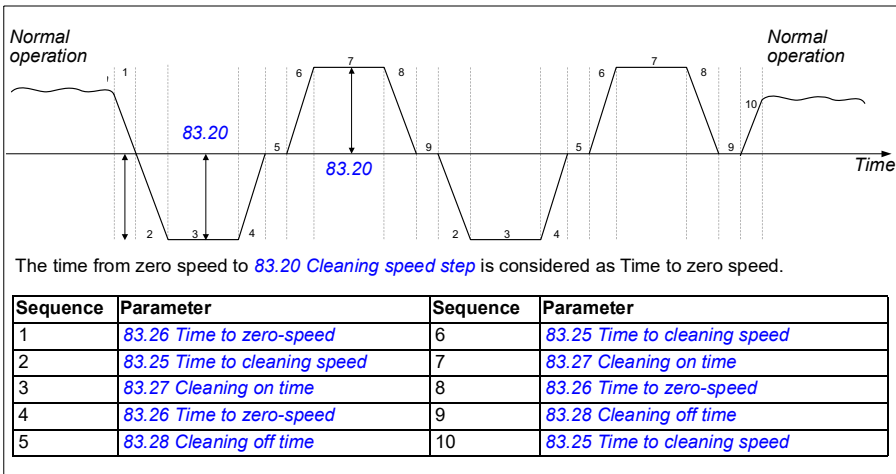 Normal operation
Normal operation
1
7
7
6
8
6
8
10
83.20
5
9
5
9
83.20
Time
2
3
4
2
3
4
The time from zero speed to 83.20 Cleaning speed step is considered as Time to zero speed.
Sequence Parameter Sequence Parameter
1 83.26 Time to zero-speed 6 83.25 Time to cleaning speed
2 83.25 Time to cleaning speed 7 83.27 Cleaning on time
3 83.27 Cleaning on time 8 83.26 Time to zero-speed
4 83.26 Time to zero-speed 9 83.28 Cleaning off time
5 83.28 Cleaning off time 10 83.25 Time to cleaning speed